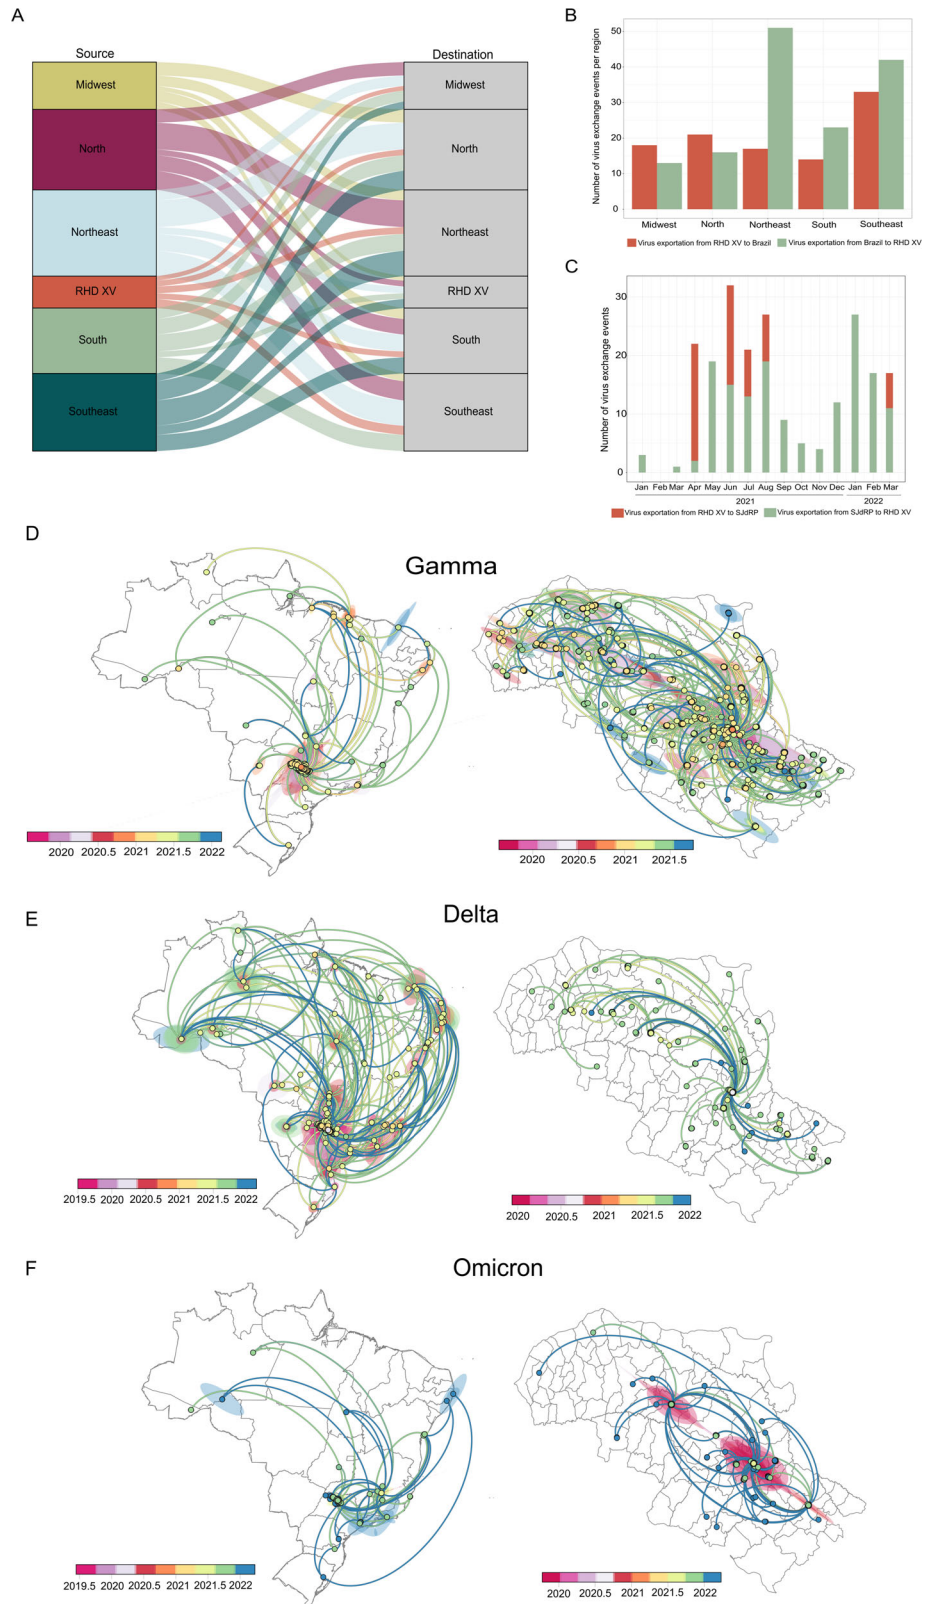 A
Source
Destination
Midwest
North
Northeast
RHD XV
South
Southeast
Midwest
North
Northeast
RHD XV
South
Southeast
B
Number of virus exchange events per region
50
40
30
20
10
0
Midwest North Northeast South Southeast
Virus exportation from RHD XV to Brazil Virus exportation from Brazil to RHD XV
C
Number of virus exchange events
30
20
10
0
Jan Feb Mar Apr May Jun Jul Aug Sep Oct Nov Dec Jan Feb Mar
2021 2022
Virus exportation from RHD XV to SJdRP Virus exportation from SJdRP to RHD XV
D
Gamma
2020 2020.5 2021 2021.5 2022
2020 2020.5 2021 2021.5
E
Delta
2019.5 2020 2020.5 2021 2021.5 2022
2020 2020.5 2021 2021.5 2022
F
Omicron
2019.5 2020 2020.5 2021 2021.5 2022
2020 2020.5 2021 2021.5 2022